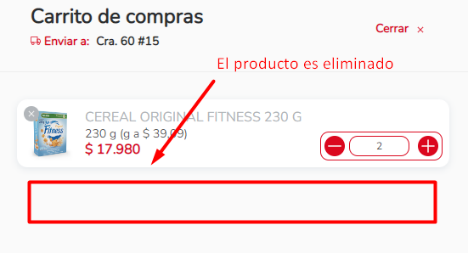 Carrito de compras
Enviar a: Cra. 60 #15
Cerrar ×
El producto es eliminado
CEREAL ORIGINAL FITNESS 230 G
230 g (g a $ 39,09)
$ 17.980
2
Fitness